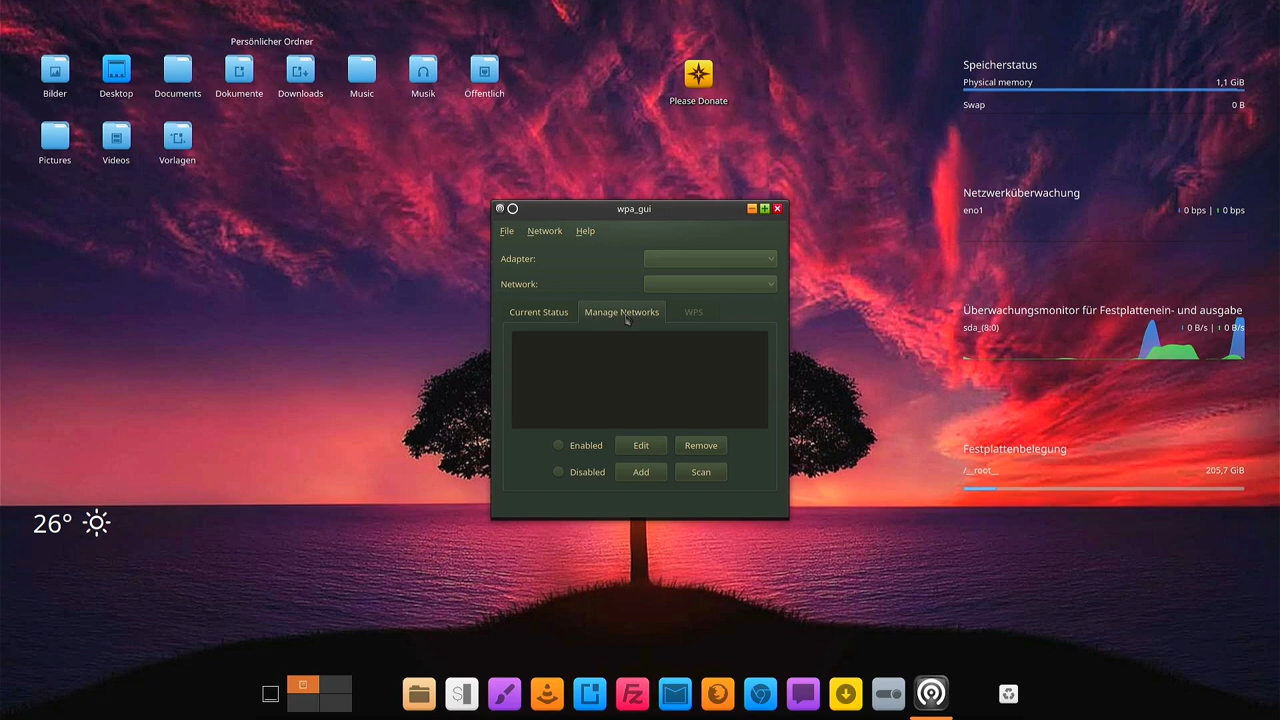 Persönlicher Ordner
Bilder
Desktop
Documents
Dokumente
Downloads
Music
Musik
Öffentlich
Please Donate
Pictures
Videos
Vorlagen
Speicherstatus
Physical memory 1,1 GiB
Swap 0 B
Netzwerküberwachung
eno1 0 bps | 0 bps
Überwachungsmonitor für Festplattenein- und ausgabe
sda_(8:0) 0 B/s | 0 B/s
Festplattenbelegung
/__root__ 205,7 GiB
wpa_gui
File Network Help
Adapter:
Network:
Current Status Manage Networks WPS
Enabled Edit Remove
Disabled Add Scan
26°